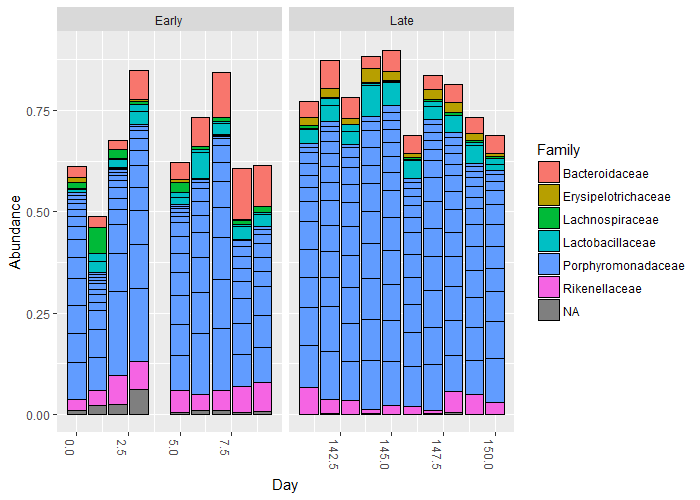 Early Late
Abundance
0.75
0.50
0.25
0.00
0.0 2.5 5.0 7.5 142.5 145.0 147.5 150.0
Day
Family
Bacteroidaceae
Erysipelotrichaceae
Lachnospiraceae
Lactobacillaceae
Porphyromonadaceae
Rikenellaceae
NA